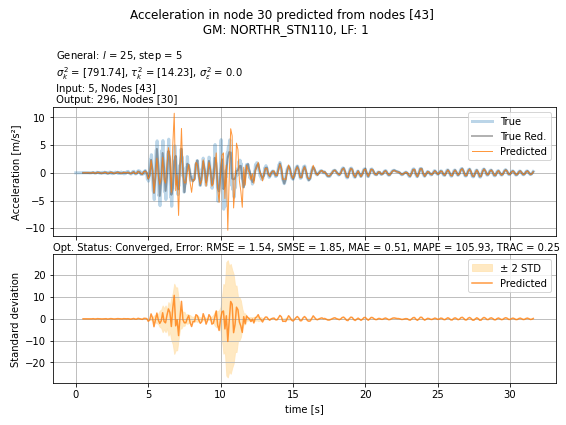 Acceleration in node 30 predicted from nodes [43]
GM: NORTHR_STN110, LF: 1
General: l = 25, step = 5
σ_k^2 = [791.74], τ_k^2 = [14.23], σ_ε^2 = 0.0
Input: 5, Nodes [43]
Output: 296, Nodes [30]
Acceleration [m/s²]
10
5
0
−5
−10
True
True Red.
Predicted
Opt. Status: Converged, Error: RMSE = 1.54, SMSE = 1.85, MAE = 0.51, MAPE = 105.93, TRAC = 0.25
Standard deviation
20
10
0
−10
−20
± 2 STD
Predicted
0 5 10 15 20 25 30
time [s]